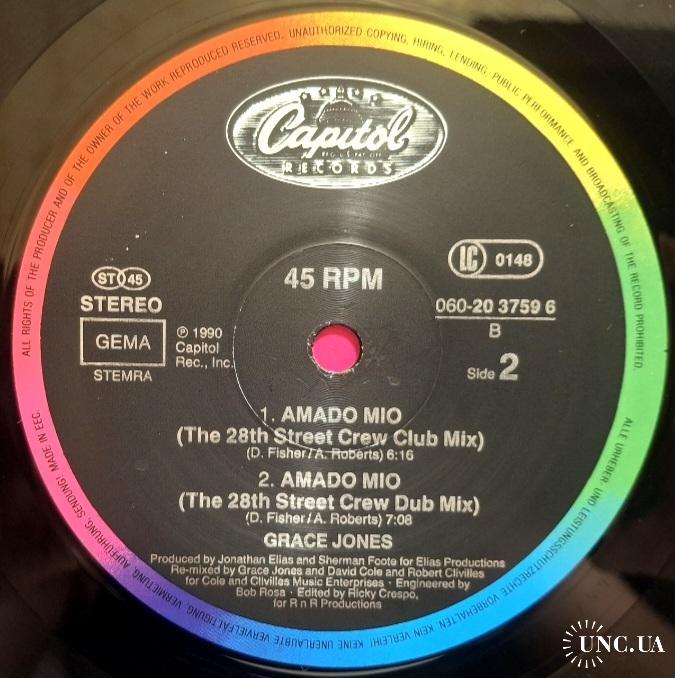 ALL RIGHTS OF THE PRODUCER AND OF THE OWNER OF THE WORK REPRODUCED RESERVED. UNAUTHORIZED COPYING, HIRING, LENDING, PUBLIC PERFORMANCE AND BROADCASTING OF THE RECORD PROHIBITED.
Capitol
RECORDS
ST 45
STEREO
GEMA
STEMRA
℗ 1990
Capitol
Rec., Inc.
45 RPM
LC 0148
060-20 3759 6
B
Side 2
1. AMADO MIO
(The 28th Street Crew Club Mix)
(D. Fisher/A. Roberts) 6:16
2. AMADO MIO
(The 28th Street Crew Dub Mix)
(D. Fisher/A. Roberts) 7:08
GRACE JONES
Produced by Jonathan Elias and Sherman Foote for Elias Productions
Re-mixed by Grace Jones and David Cole and Robert Clivilles
for Cole and Clivilles Music Enterprises · Engineered by
Bob Rosa · Edited by Ricky Crespo,
for R n R Productions
ALLE URHEBER- UND LEISTUNGSSCHUTZRECHTE VORBEHALTEN. KEIN VERLEIH! KEINE UNERLAUBTE VERVIELFÄLTIGUNG, VERMIETUNG, AUFFÜHRUNG, SENDUNG! MADE IN EEC.
UNC.UA